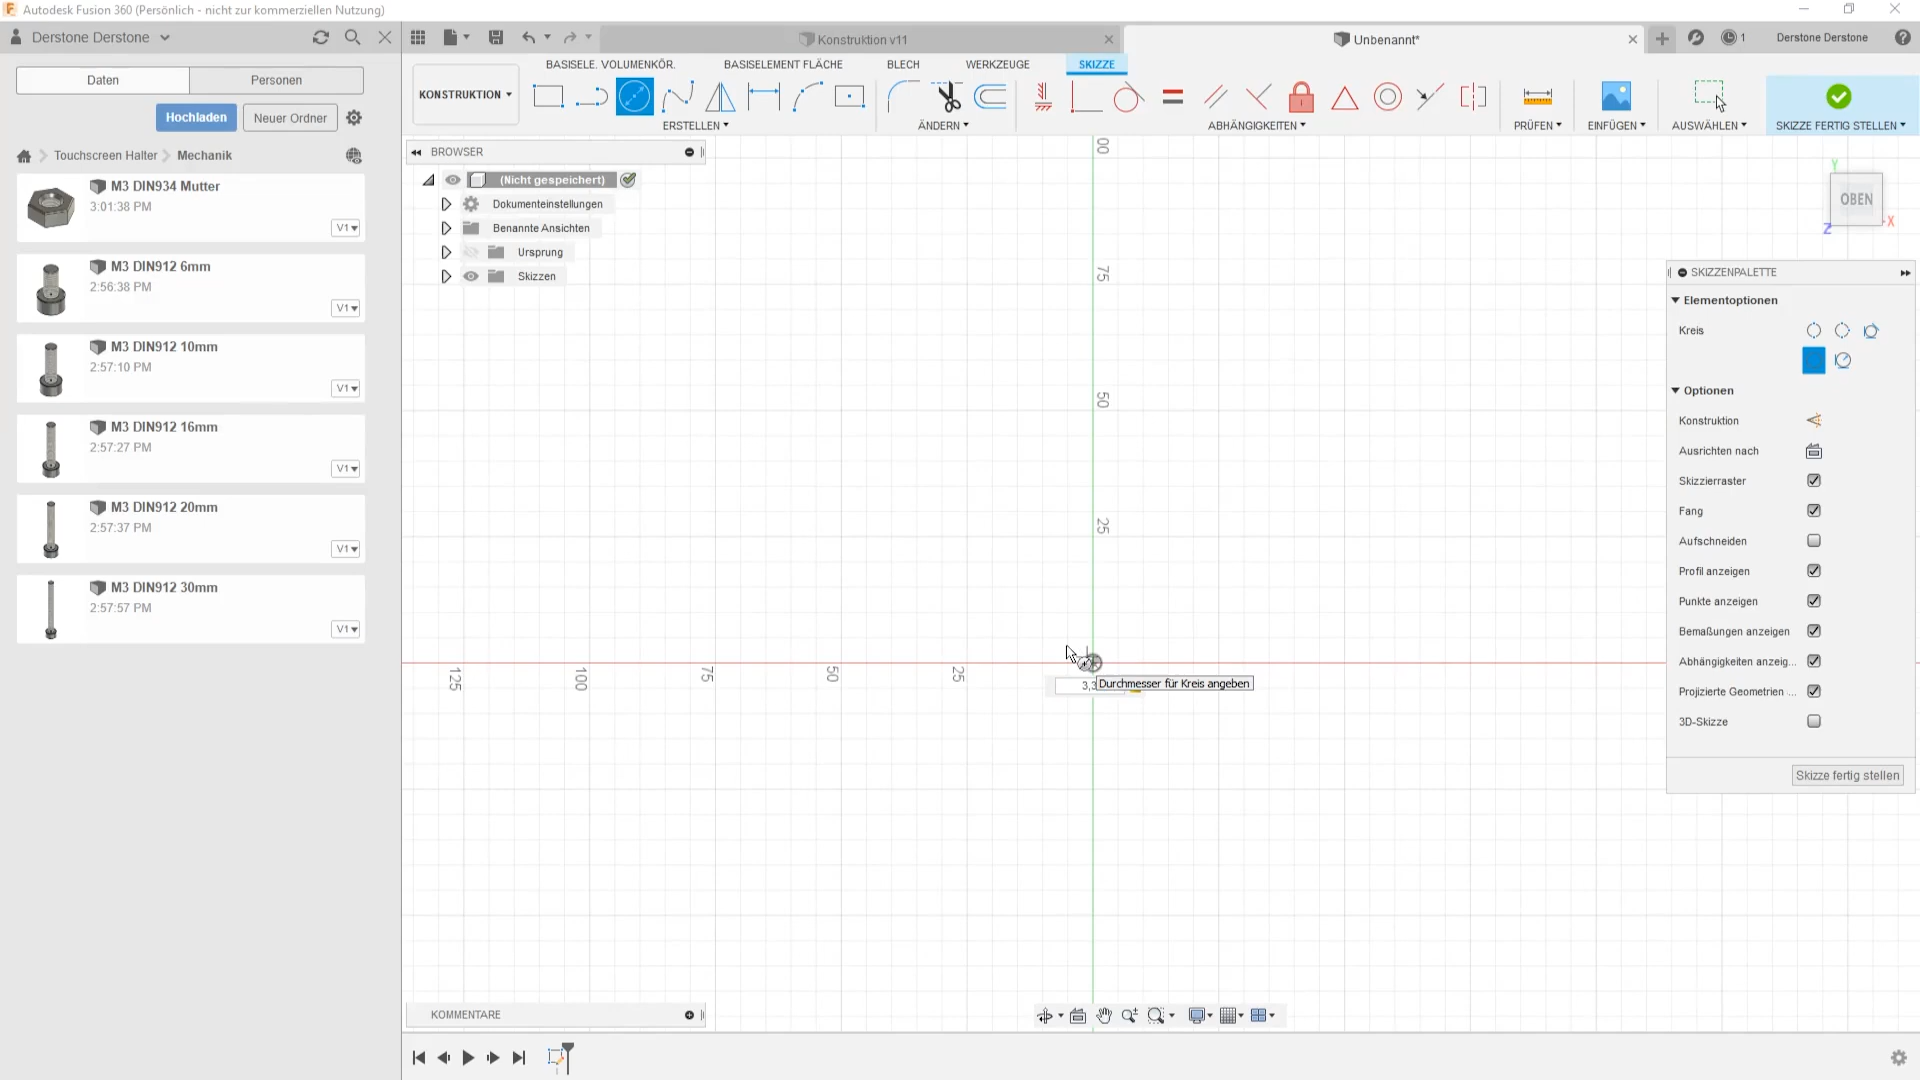 Autodesk Fusion 360 (Persönlich - nicht zur kommerziellen Nutzung)
Derstone Derstone
Konstruktion v11
Unbenannt*
1
Derstone Derstone
Daten
Personen
Hochladen
Neuer Ordner
Touchscreen Halter
Mechanik
M3 DIN934 Mutter
3:01:38 PM
V1
M3 DIN912 6mm
2:56:38 PM
V1
M3 DIN912 10mm
2:57:10 PM
V1
M3 DIN912 16mm
2:57:27 PM
V1
M3 DIN912 20mm
2:57:37 PM
V1
M3 DIN912 30mm
2:57:57 PM
V1
BASISELE. VOLUMENKÖR.
BASISELEMENT FLÄCHE
BLECH
WERKZEUGE
SKIZZE
KONSTRUKTION
ERSTELLEN
ÄNDERN
ABHÄNGIGKEITEN
PRÜFEN
EINFÜGEN
AUSWÄHLEN
SKIZZE FERTIG STELLEN
BROWSER
(Nicht gespeichert)
Dokumenteinstellungen
Benannte Ansichten
Ursprung
Skizzen
00
75
50
25
125
100
75
50
25
Durchmesser für Kreis angeben
Y
OBEN
X
Z
SKIZZENPALETTE
Elementoptionen
Kreis
Optionen
Konstruktion
Ausrichten nach
Skizzierraster
Fang
Aufschneiden
Profil anzeigen
Punkte anzeigen
Bemaßungen anzeigen
Abhängigkeiten anzeig...
Projizierte Geometrien ...
3D-Skizze
Skizze fertig stellen
KOMMENTARE